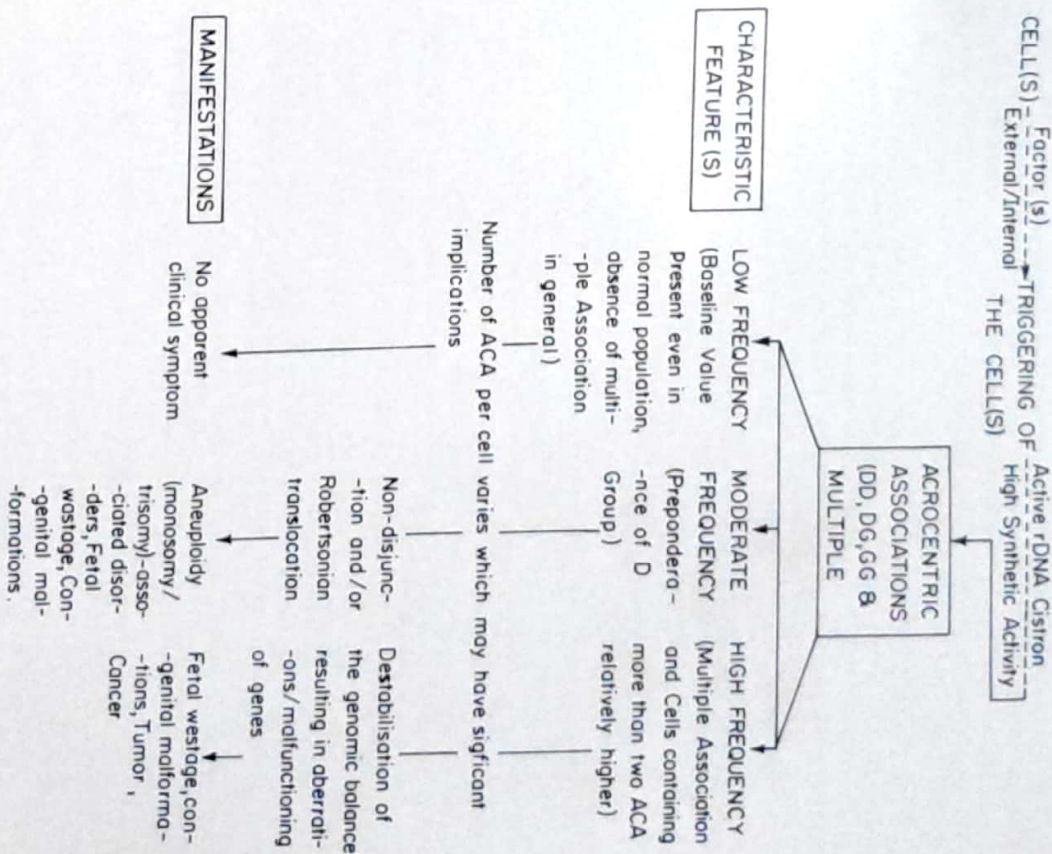 Factor(s)
CELL(S)
External/Internal
TRIGGERING OF
THE CELL(S)
Active rDNA Cistron
High Synthetic Activity
ACROCENTRIC
ASSOCIATIONS
(DD, DG, GG &
MULTIPLE
CHARACTERISTIC
FEATURE (S)
LOW FREQUENCY
(Baseline Value
Present even in
normal population,
absence of multi-
-ple Association
in general)
MODERATE
FREQUENCY
(Prepondera-
-nce of D
Group)
HIGH FREQUENCY
(Multiple Association
and Cells containing
more than two ACA
relatively higher)
Number of ACA per cell varies which may have sigficant
implications
Non-disjunc-
-tion and/or
Robertsonian
translocation
Destabilisation of
the genomic balance
resulting in aberrati-
-ons/malfunctioning
of genes
MANIFESTATIONS
No apparent
clinical symptom
Aneuploidy
(monosomy/
trisomy)-asso-
-ciated disor-
-ders, Fetal
wastage, Con-
-genital mal-
-formations.
Fetal westage, con-
-genital malforma-
-tions, Tumor,
Cancer